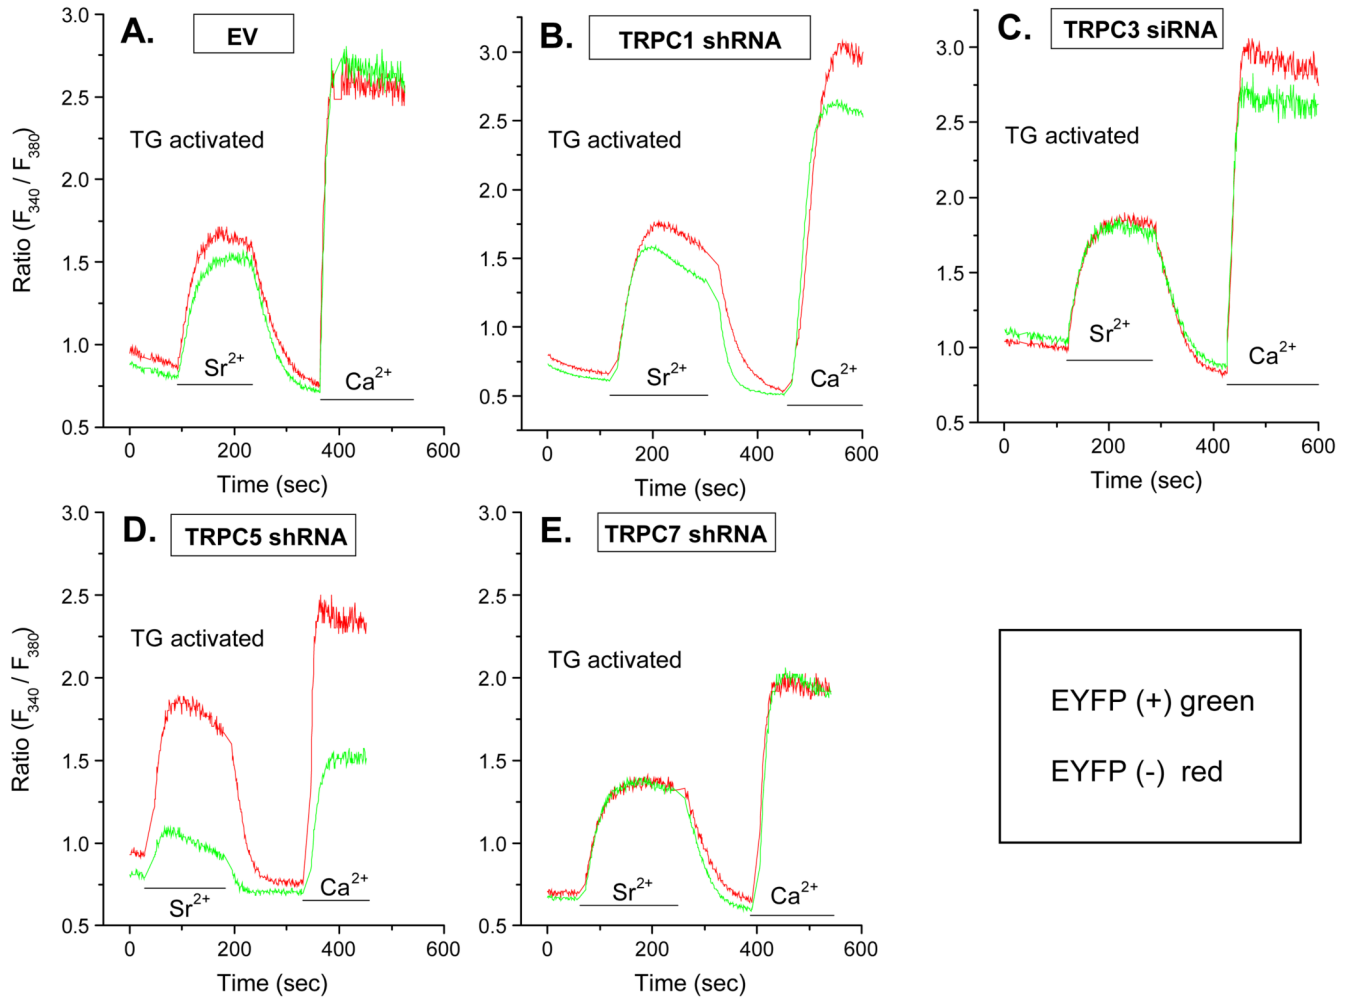 A. EV
3.0
2.5
2.0
1.5
1.0
0.5
Ratio (F340 / F380)
TG activated
Sr2+
Ca2+
0 200 400 600
Time (sec)
B. TRPC1 shRNA
3.0
2.5
2.0
1.5
1.0
0.5
TG activated
Sr2+
Ca2+
0 200 400 600
Time (sec)
C. TRPC3 siRNA
3.0
2.5
2.0
1.5
1.0
0.5
TG activated
Sr2+
Ca2+
0 200 400 600
Time (sec)
D. TRPC5 shRNA
3.0
2.5
2.0
1.5
1.0
0.5
Ratio (F340 / F380)
TG activated
Sr2+
Ca2+
0 200 400 600
Time (sec)
E. TRPC7 shRNA
3.0
2.5
2.0
1.5
1.0
0.5
TG activated
Sr2+
Ca2+
0 200 400 600
Time (sec)
EYFP (+) green
EYFP (-) red